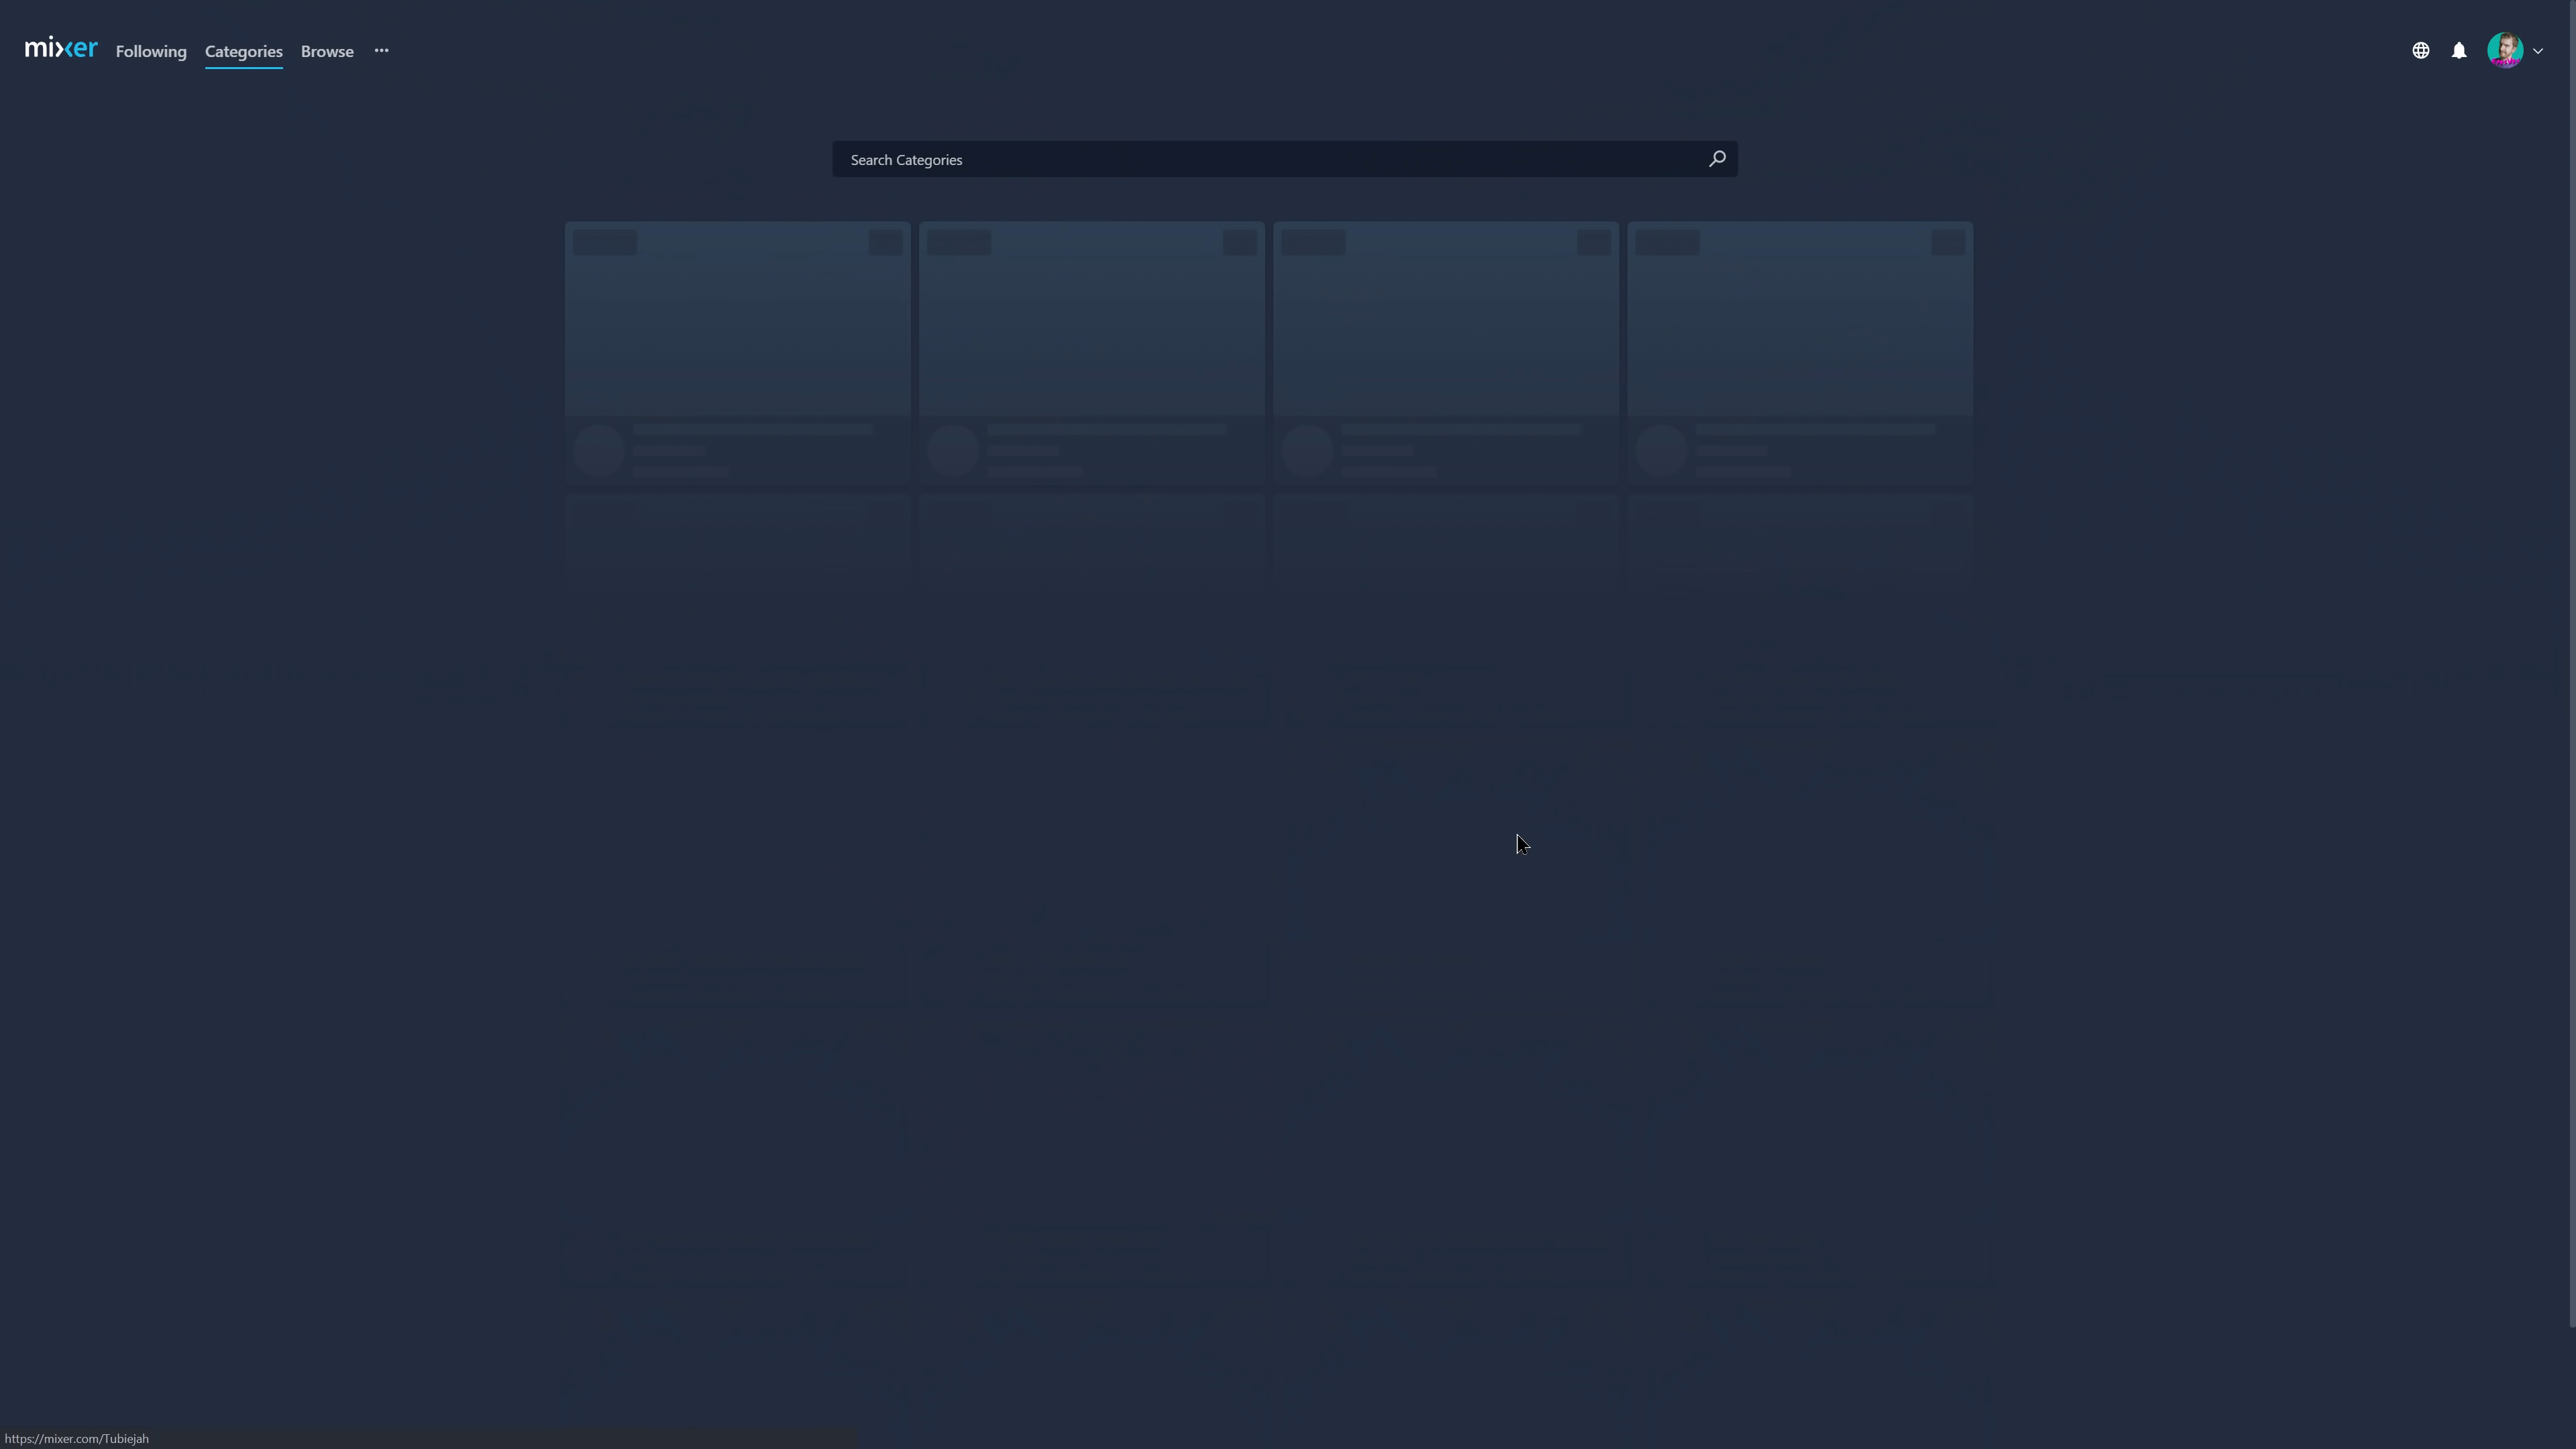 mixer Following Categories Browse •••
Search Categories
https://mixer.com/Tubiejah